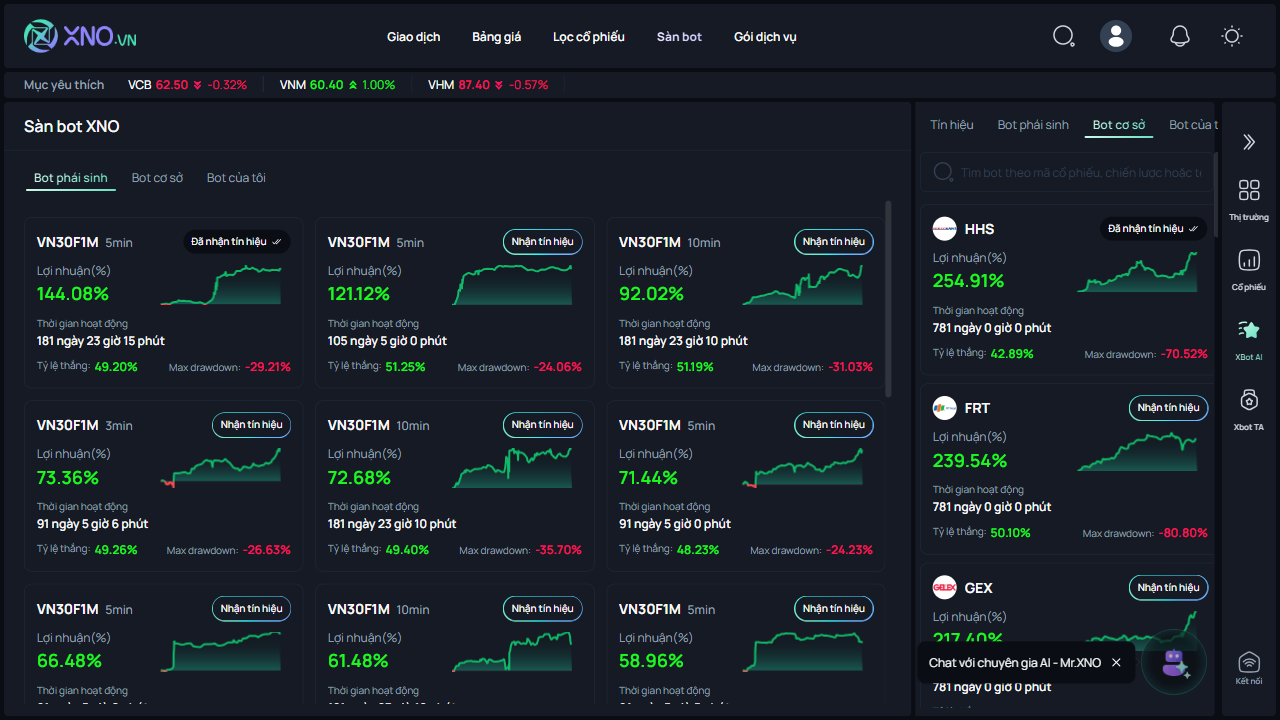 XNO.VN
Giao dịch
Bảng giá
Lọc cổ phiếu
Sàn bot
Gói dịch vụ
Mục yêu thích
VCB 62.50 -0.32%
VNM 60.40 1.00%
VHM 87.40 -0.57%
Sàn bot XNO
Bot phái sinh
Bot cơ sở
Bot của tôi
VN30F1M 5min
Đã nhận tín hiệu
Lợi nhuận(%)
144.08%
Thời gian hoạt động
181 ngày 23 giờ 15 phút
Tỷ lệ thắng: 49.20%
Max drawdown: -29.21%
VN30F1M 5min
Nhận tín hiệu
Lợi nhuận(%)
121.12%
Thời gian hoạt động
105 ngày 5 giờ 0 phút
Tỷ lệ thắng: 51.25%
Max drawdown: -24.06%
VN30F1M 10min
Nhận tín hiệu
Lợi nhuận(%)
92.02%
Thời gian hoạt động
181 ngày 23 giờ 10 phút
Tỷ lệ thắng: 51.19%
Max drawdown: -31.03%
VN30F1M 3min
Nhận tín hiệu
Lợi nhuận(%)
73.36%
Thời gian hoạt động
91 ngày 5 giờ 6 phút
Tỷ lệ thắng: 49.26%
Max drawdown: -26.63%
VN30F1M 10min
Nhận tín hiệu
Lợi nhuận(%)
72.68%
Thời gian hoạt động
181 ngày 23 giờ 10 phút
Tỷ lệ thắng: 49.40%
Max drawdown: -35.70%
VN30F1M 5min
Nhận tín hiệu
Lợi nhuận(%)
71.44%
Thời gian hoạt động
91 ngày 5 giờ 0 phút
Tỷ lệ thắng: 48.23%
Max drawdown: -24.23%
VN30F1M 5min
Nhận tín hiệu
Lợi nhuận(%)
66.48%
Thời gian hoạt động
VN30F1M 10min
Nhận tín hiệu
Lợi nhuận(%)
61.48%
Thời gian hoạt động
VN30F1M 5min
Nhận tín hiệu
Lợi nhuận(%)
58.96%
Thời gian hoạt động
Tín hiệu
Bot phái sinh
Bot cơ sở
Bot của t
Tìm bot theo mã cổ phiếu, chiến lược hoặc tê
HHS
Đã nhận tín hiệu
Lợi nhuận(%)
254.91%
Thời gian hoạt động
781 ngày 0 giờ 0 phút
Tỷ lệ thắng: 42.89%
Max drawdown: -70.52%
FRT
Nhận tín hiệu
Lợi nhuận(%)
239.54%
Thời gian hoạt động
781 ngày 0 giờ 0 phút
Tỷ lệ thắng: 50.10%
Max drawdown: -80.80%
GELEX
GEX
Nhận tín hiệu
Lợi nhuận(%)
217.40%
Chat với chuyên gia AI - Mr.XNO
781 ngày 0 giờ 0 phút
Thị trường
Cổ phiếu
XBot AI
Xbot TA
Kết nối